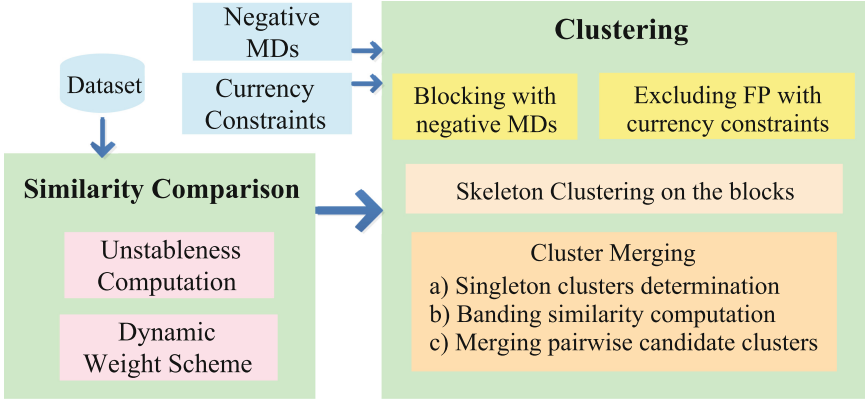 Negative
MDs
Dataset
Currency
Constraints
Similarity Comparison
Unstableness
Computation
Dynamic
Weight Scheme
Clustering
Blocking with
negative MDs
Excluding FP with
currency constraints
Skeleton Clustering on the blocks
Cluster Merging
a) Singleton clusters determination
b) Banding similarity computation
c) Merging pairwise candidate clusters